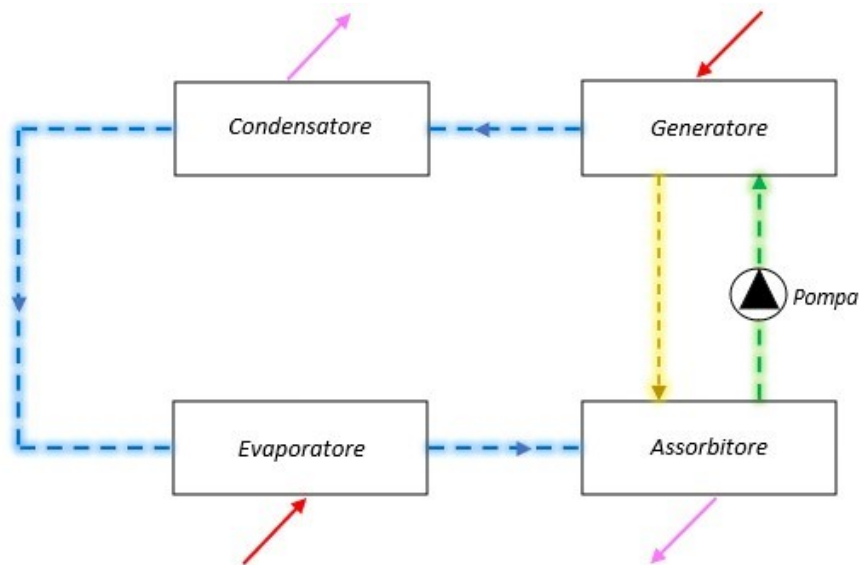 Condensatore
Generatore
Pompa
Evaporatore
Assorbitore